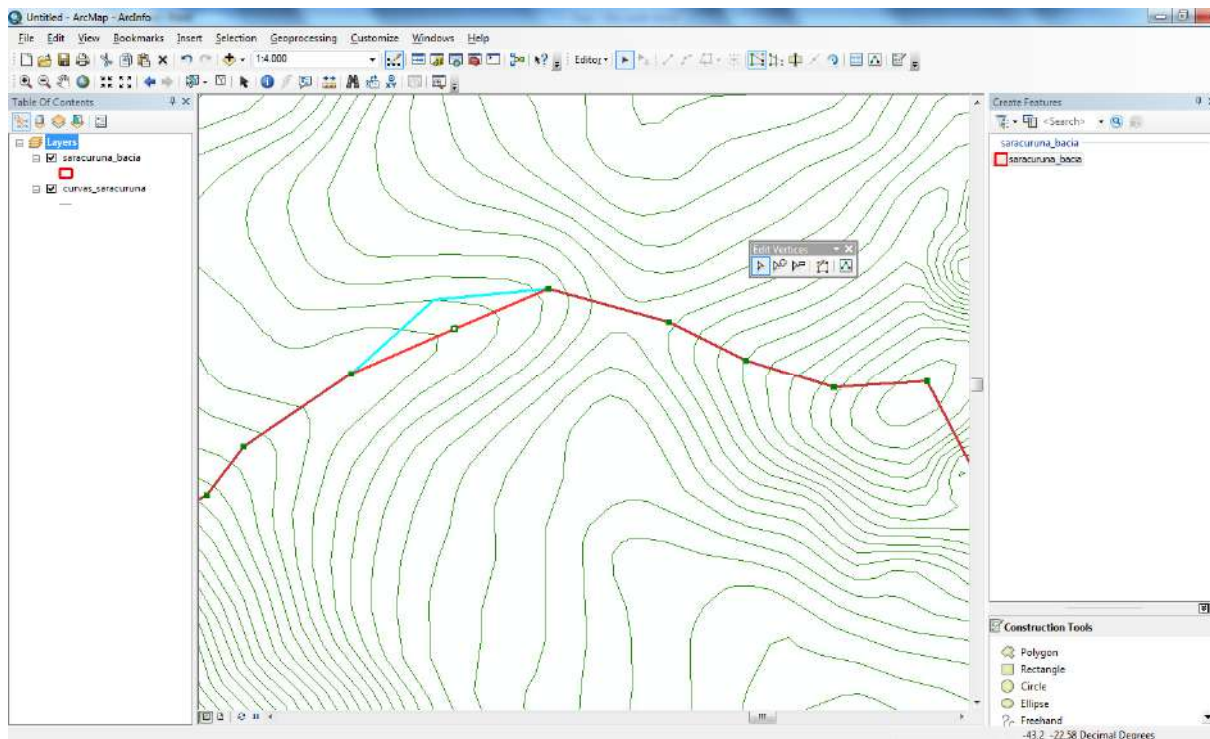 Untitled - ArcMap - ArcInfo
File Edit View Bookmarks Insert Selection Geoprocessing Customize Windows Help
1:4.000
Editor
Table Of Contents
Layers
saracuruna_bacia
curvas_saracuruna
Edit Vertices
Create Features
<Search>
saracuruna_bacia
saracuruna_bacia
Construction Tools
Polygon
Rectangle
Circle
Ellipse
Freehand
-43,2 -22,58 Decimal Degrees